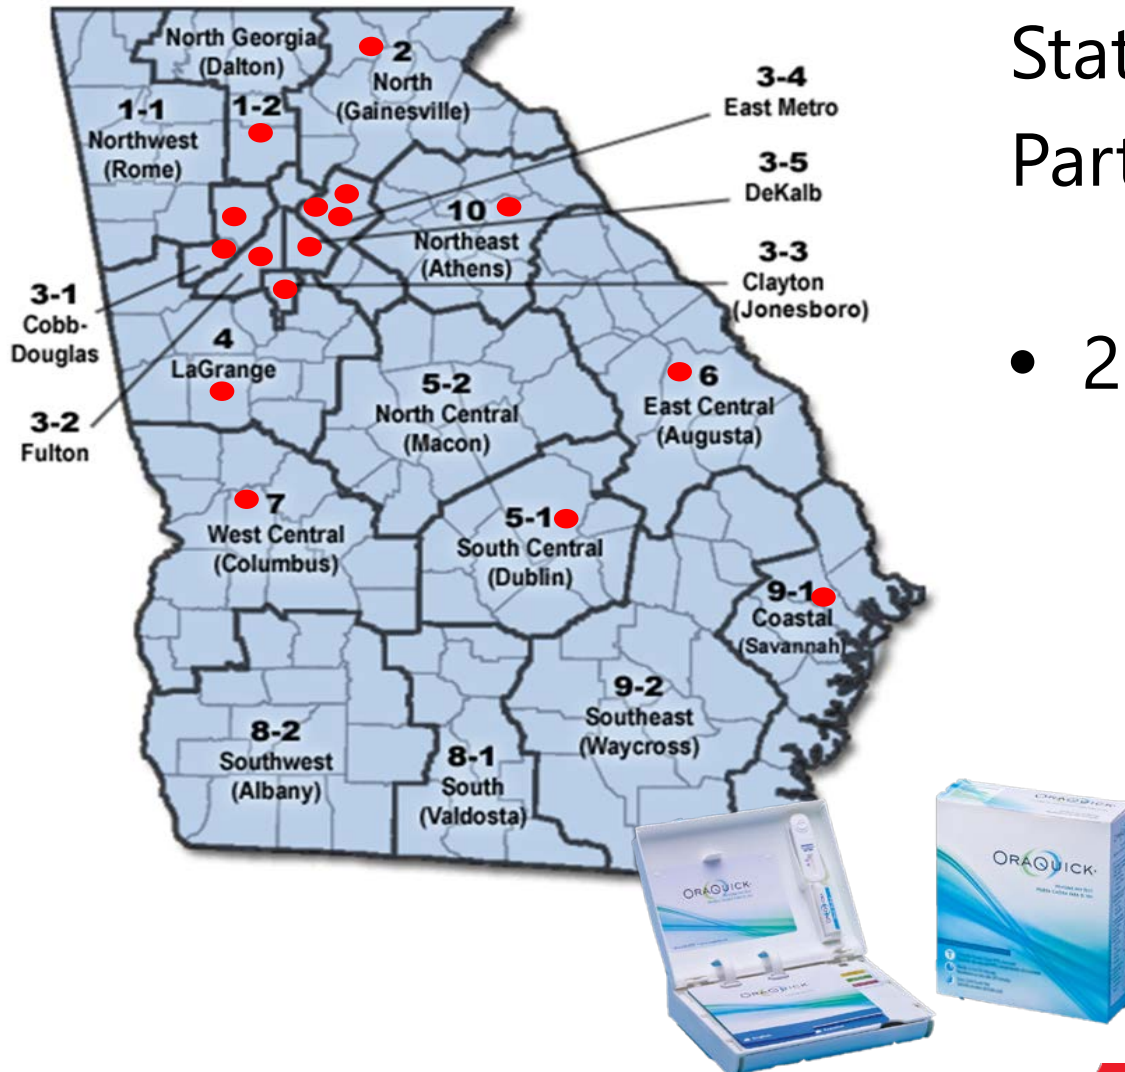 North Georgia
(Dalton)
2
North
(Gainesville)
1-1
Northwest
(Rome)
1-2
3-4
East Metro
3-5
DeKalb
10
Northeast
(Athens)
3-3
Clayton
(Jonesboro)
3-1
Cobb-
Douglas
3-2
Fulton
4
LaGrange
5-2
North Central
(Macon)
6
East Central
(Augusta)
7
West Central
(Columbus)
5-1
South Central
(Dublin)
9-1
Coastal
(Savannah)
9-2
Southeast
(Waycross)
8-2
Southwest
(Albany)
8-1
South
(Valdosta)
Stat
Part
• 2
ORAQUICK
ORAQUICK
ORAQUICK
ORAQUICK